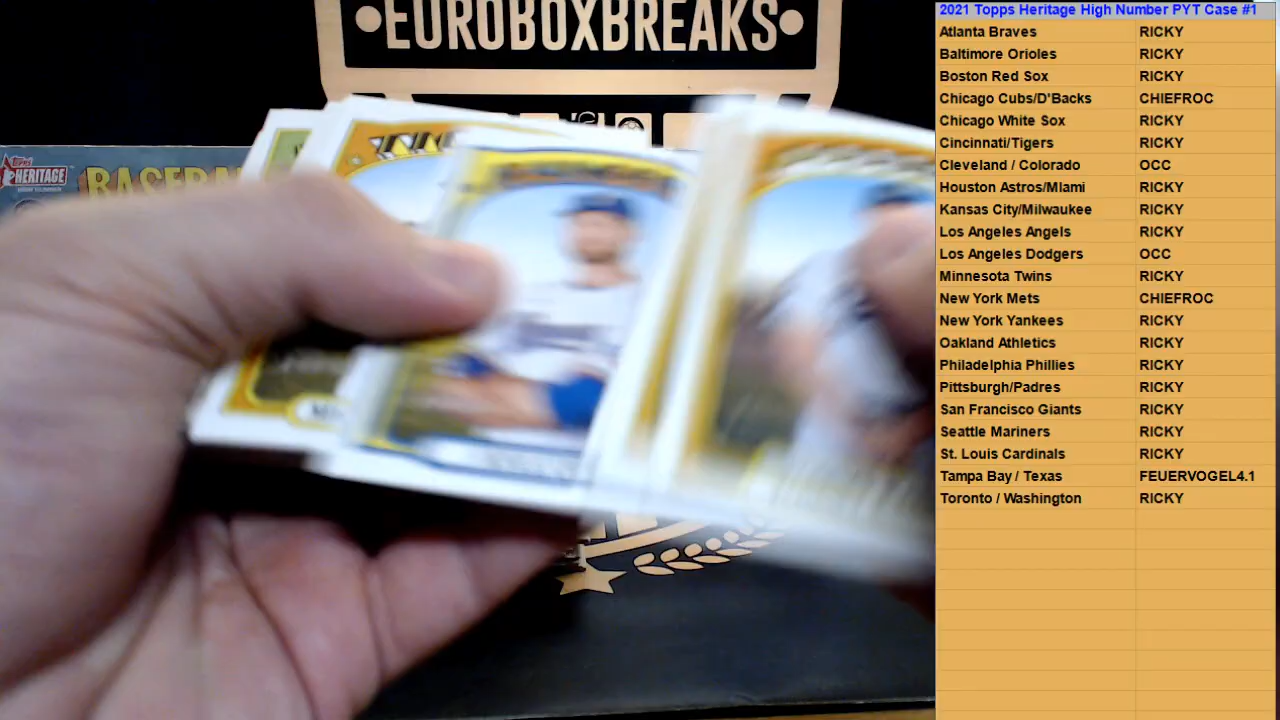 EUROBOXBREAKS
Topps
HERITAGE
BASEBA
2021 Topps Heritage High Number PYT Case #1
Atlanta Braves RICKY
Baltimore Orioles RICKY
Boston Red Sox RICKY
Chicago Cubs/D'Backs CHIEFROC
Chicago White Sox RICKY
Cincinnati/Tigers RICKY
Cleveland / Colorado OCC
Houston Astros/MIami RICKY
Kansas City/Milwaukee RICKY
Los Angeles Angels RICKY
Los Angeles Dodgers OCC
Minnesota Twins RICKY
New York Mets CHIEFROC
New York Yankees RICKY
Oakland Athletics RICKY
Philadelphia Phillies RICKY
Pittsburgh/Padres RICKY
San Francisco Giants RICKY
Seattle Mariners RICKY
St. Louis Cardinals RICKY
Tampa Bay / Texas FEUERVOGEL4.1
Toronto / Washington RICKY